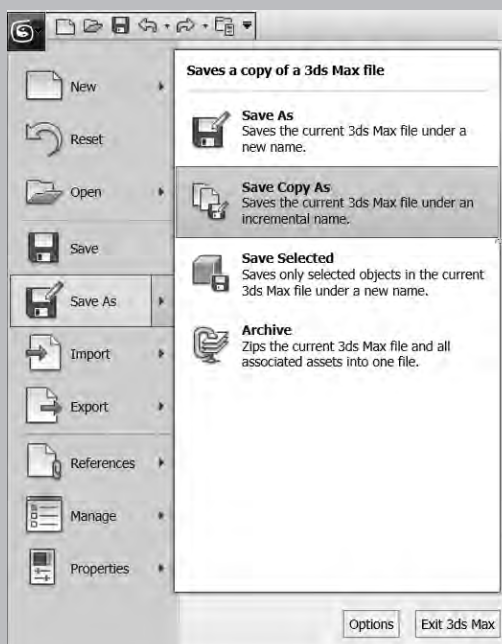 New
Reset
Open
Save
Save As
Import
Export
References
Manage
Properties
Saves a copy of a 3ds Max file
Save As
Saves the current 3ds Max file under a
new name.
Save Copy As
Saves the current 3ds Max file under an
incremental name.
Save Selected
Saves only selected objects in the current
3ds Max file under a new name.
Archive
Zips the current 3ds Max file and all
associated assets into one file.
Options
Exit 3ds Max